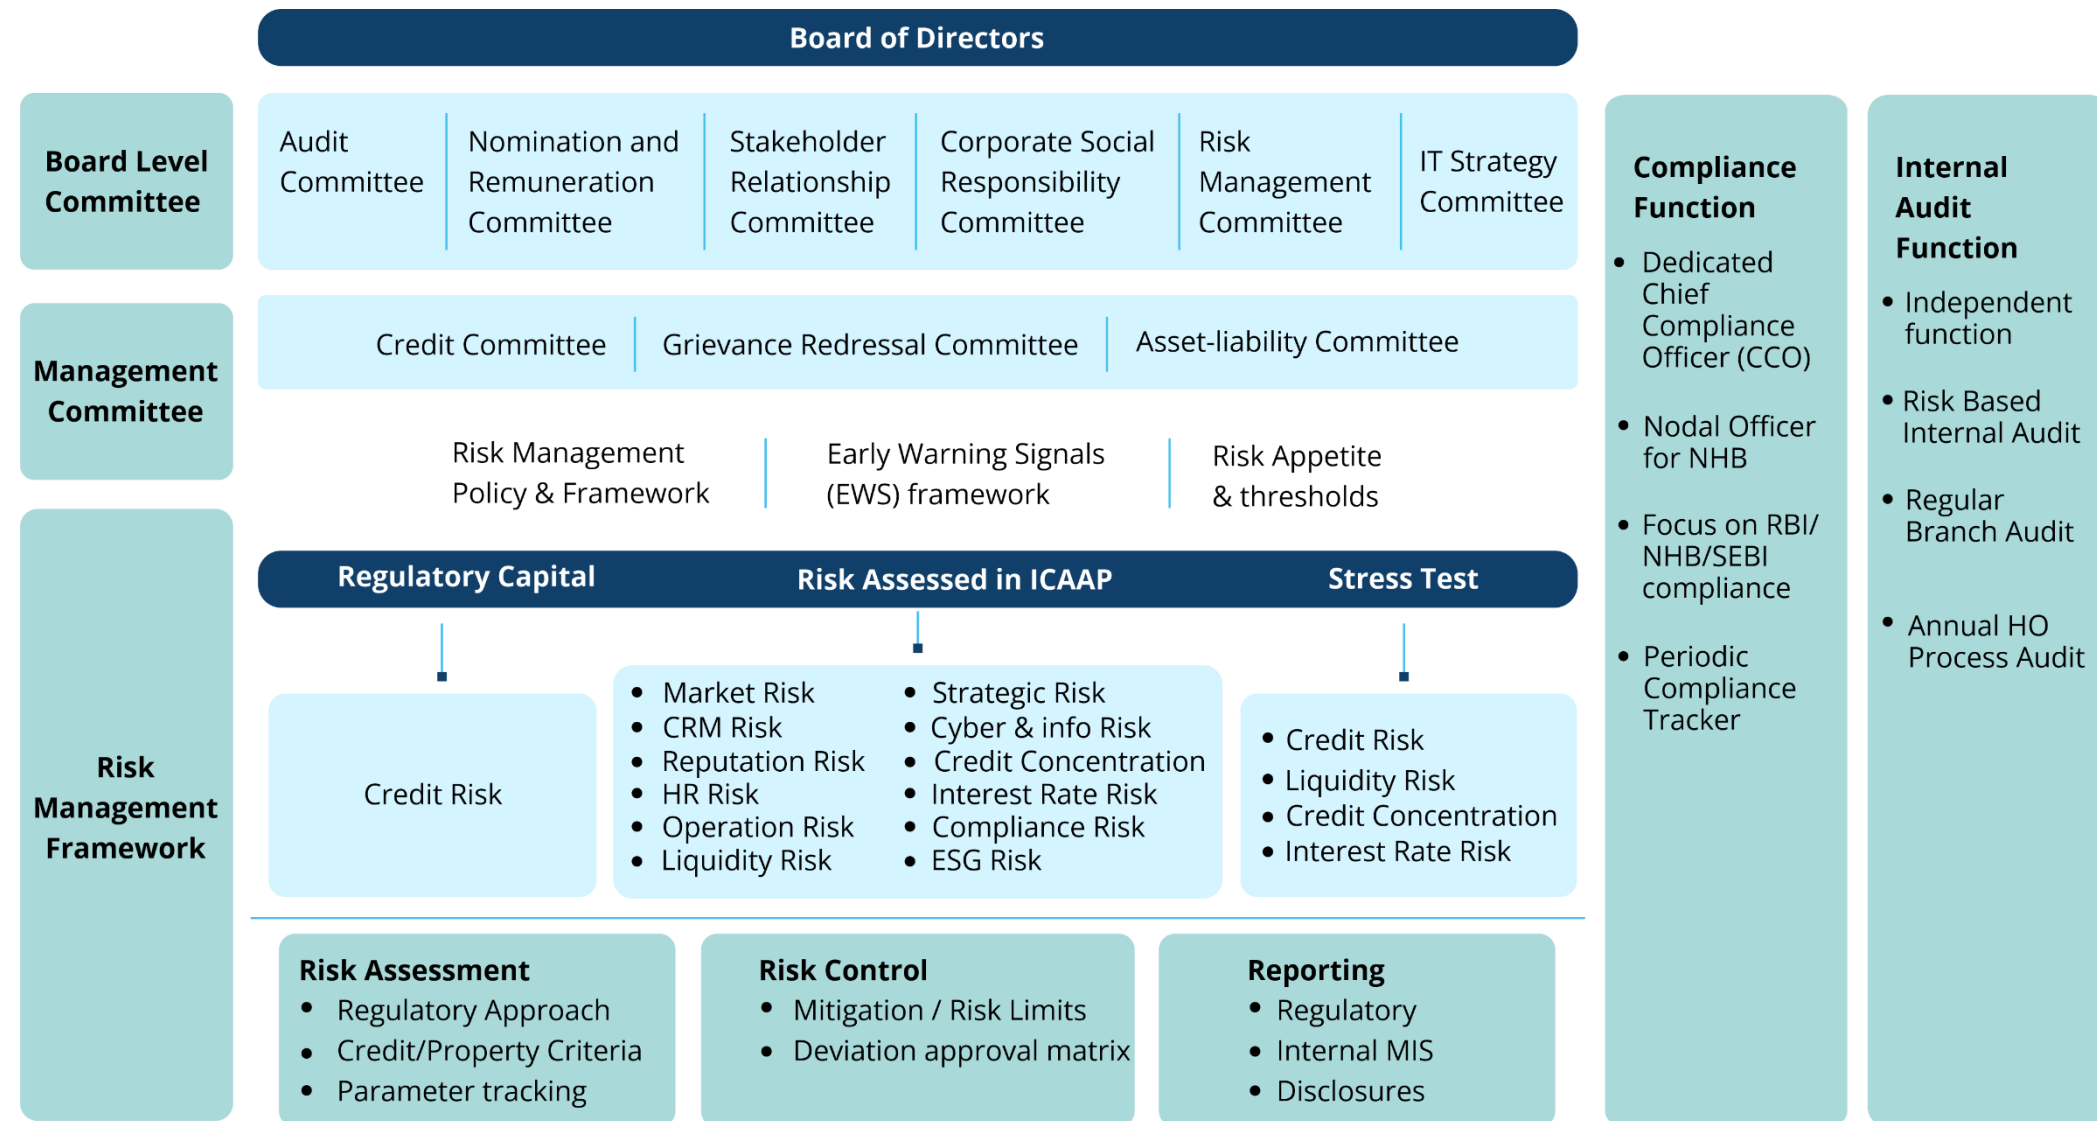 Board of Directors
Board Level
Committee
Audit
Committee
Nomination and
Remuneration
Committee
Stakeholder
Relationship
Committee
Corporate Social
Responsibility
Committee
Risk
Management
Committee
IT Strategy
Committee
Management
Committee
Credit Committee
Grievance Redressal Committee
Asset-liability Committee
Risk
Management
Framework
Risk Management
Policy & Framework
Early Warning Signals
(EWS) framework
Risk Appetite
& thresholds
Regulatory Capital
Risk Assessed in ICAAP
Stress Test
Credit Risk
• Market Risk
• CRM Risk
• Reputation Risk
• HR Risk
• Operation Risk
• Liquidity Risk
• Strategic Risk
• Cyber & info Risk
• Credit Concentration
• Interest Rate Risk
• Compliance Risk
• ESG Risk
• Credit Risk
• Liquidity Risk
• Credit Concentration
• Interest Rate Risk
Risk Assessment
• Regulatory Approach
• Credit/Property Criteria
• Parameter tracking
Risk Control
• Mitigation / Risk Limits
• Deviation approval matrix
Reporting
• Regulatory
• Internal MIS
• Disclosures
Compliance
Function
• Dedicated
Chief
Compliance
Officer (CCO)
• Nodal Officer
for NHB
• Focus on RBI/
NHB/SEBI
compliance
• Periodic
Compliance
Tracker
Internal
Audit
Function
• Independent
function
• Risk Based
Internal Audit
• Regular
Branch Audit
• Annual HO
Process Audit